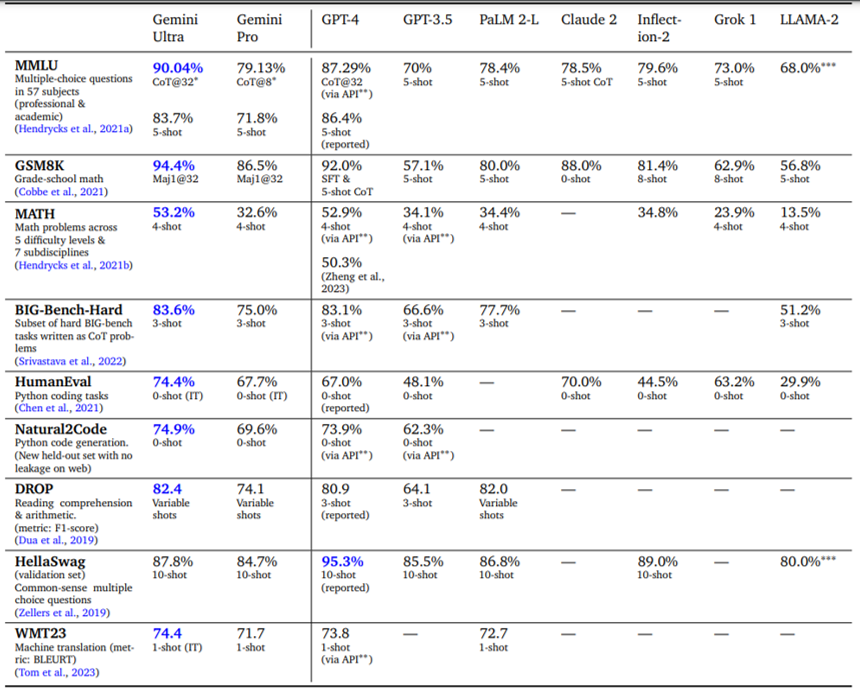 Gemini Ultra Gemini Pro GPT-4 GPT-3.5 PaLM 2-L Claude 2 Inflect-ion-2 Grok 1 LLAMA-2
MMLU
Multiple-choice questions
in 57 subjects
(professional &
academic)
(Hendrycks et al., 2021a)
90.04%
CoT@32*
83.7%
5-shot
79.13%
CoT@8*
71.8%
5-shot
87.29%
CoT@32
(via API**)
86.4%
5-shot
(reported)
70%
5-shot
78.4%
5-shot
78.5%
5-shot CoT
79.6%
5-shot
73.0%
5-shot
68.0%***
GSM8K
Grade-school math
(Cobbe et al., 2021)
94.4%
Maj1@32
86.5%
Maj1@32
92.0%
SFT &
5-shot CoT
57.1%
5-shot
80.0%
5-shot
88.0%
0-shot
81.4%
8-shot
62.9%
8-shot
56.8%
5-shot
MATH
Math problems across
5 difficulty levels &
7 subdisciplines
(Hendrycks et al., 2021b)
53.2%
4-shot
32.6%
4-shot
52.9%
4-shot
(via API**)
50.3%
(Zheng et al.,
2023)
34.1%
4-shot
(via API**)
34.4%
4-shot
—
34.8%
23.9%
4-shot
13.5%
4-shot
BIG-Bench-Hard
Subset of hard BIG-bench
tasks written as CoT prob-
lems
(Srivastava et al., 2022)
83.6%
3-shot
75.0%
3-shot
83.1%
3-shot
(via API**)
66.6%
3-shot
(via API**)
77.7%
3-shot
—
—
—
51.2%
3-shot
HumanEval
Python coding tasks
(Chen et al., 2021)
74.4%
0-shot (IT)
67.7%
0-shot (IT)
67.0%
0-shot
(reported)
48.1%
0-shot
—
70.0%
0-shot
44.5%
0-shot
63.2%
0-shot
29.9%
0-shot
Natural2Code
Python code generation.
(New held-out set with no
leakage on web)
74.9%
0-shot
69.6%
0-shot
73.9%
0-shot
(via API**)
62.3%
0-shot
(via API**)
—
—
—
—
—
DROP
Reading comprehension
& arithmetic.
(metric: F1-score)
(Dua et al., 2019)
82.4
Variable
shots
74.1
Variable
shots
80.9
3-shot
(reported)
64.1
3-shot
82.0
Variable
shots
—
—
—
—
HellaSwag
(validation set)
Common-sense multiple
choice questions
(Zellers et al., 2019)
87.8%
10-shot
84.7%
10-shot
95.3%
10-shot
(reported)
85.5%
10-shot
86.8%
10-shot
—
89.0%
10-shot
—
80.0%***
WMT23
Machine translation (met-
ric: BLEURT)
(Tom et al., 2023)
74.4
1-shot (IT)
71.7
1-shot
73.8
1-shot
(via API**)
—
72.7
1-shot
—
—
—
—